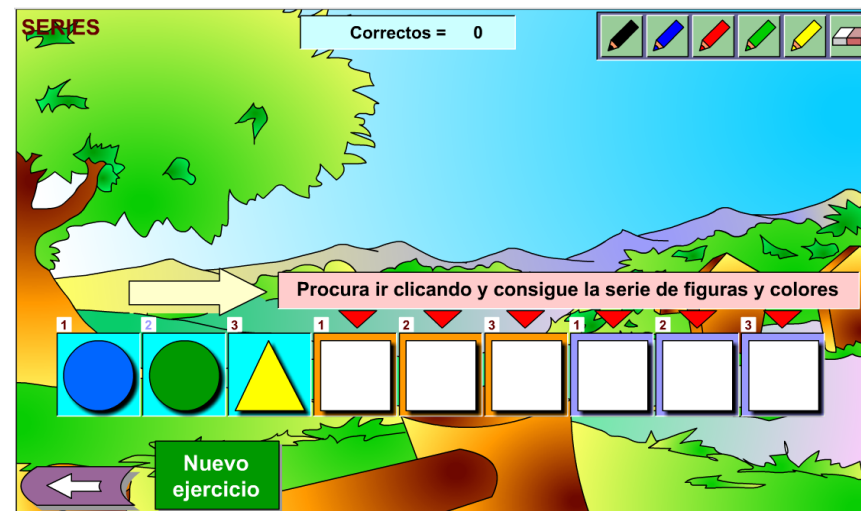 SERIES
Correctos = 0
Procura ir clicando y consigue la serie de figuras y colores
1 2 3 1 2 3 1 2 3
Nuevo
ejercicio